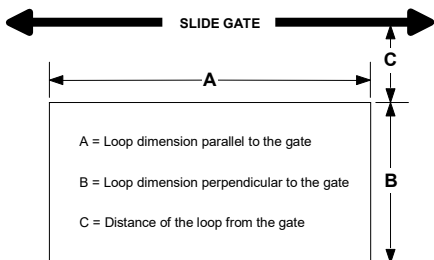 SLIDE GATE
C
A
A = Loop dimension parallel to the gate
B = Loop dimension perpendicular to the gate
B
C = Distance of the loop from the gate